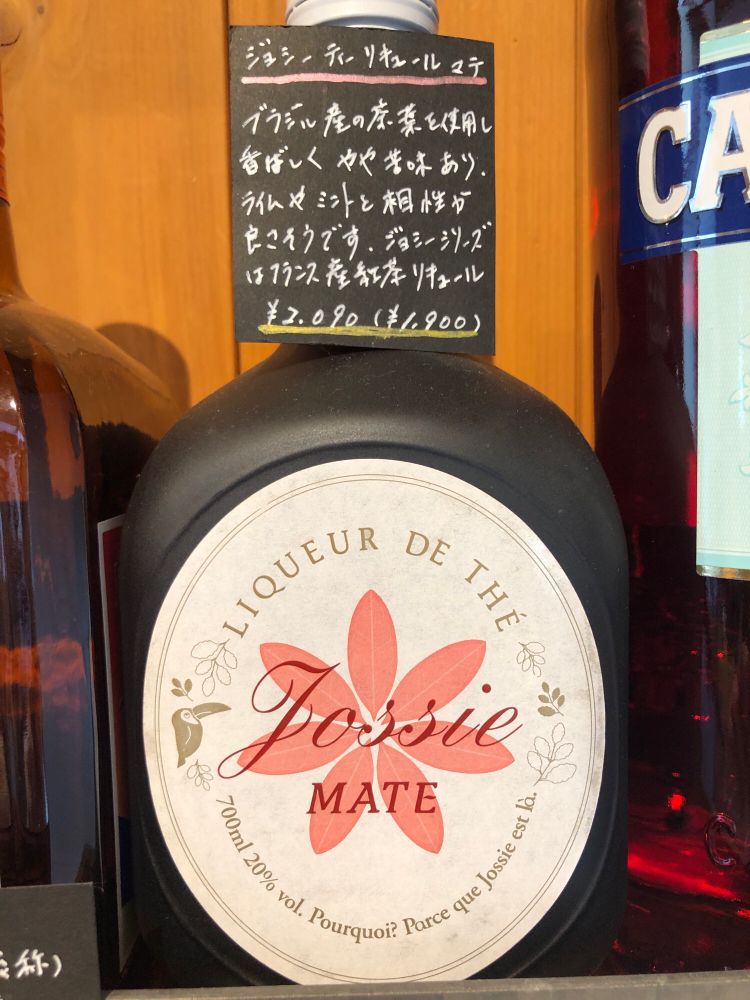 ジョシー ティー リキュール マテ
ブラジル産の茶葉を使用し
香ばしく やや苦味あり.
ライムやミントと相性が
良さそうです. ジョシーシリーズ
はフランス産紅茶リキュール
¥2.090 (¥1.900)
CA
LIQUEUR DE THÉ
Jossie
MATE
700ml 20% vol. Pourquoi? Parce que Jossie est là.
称)